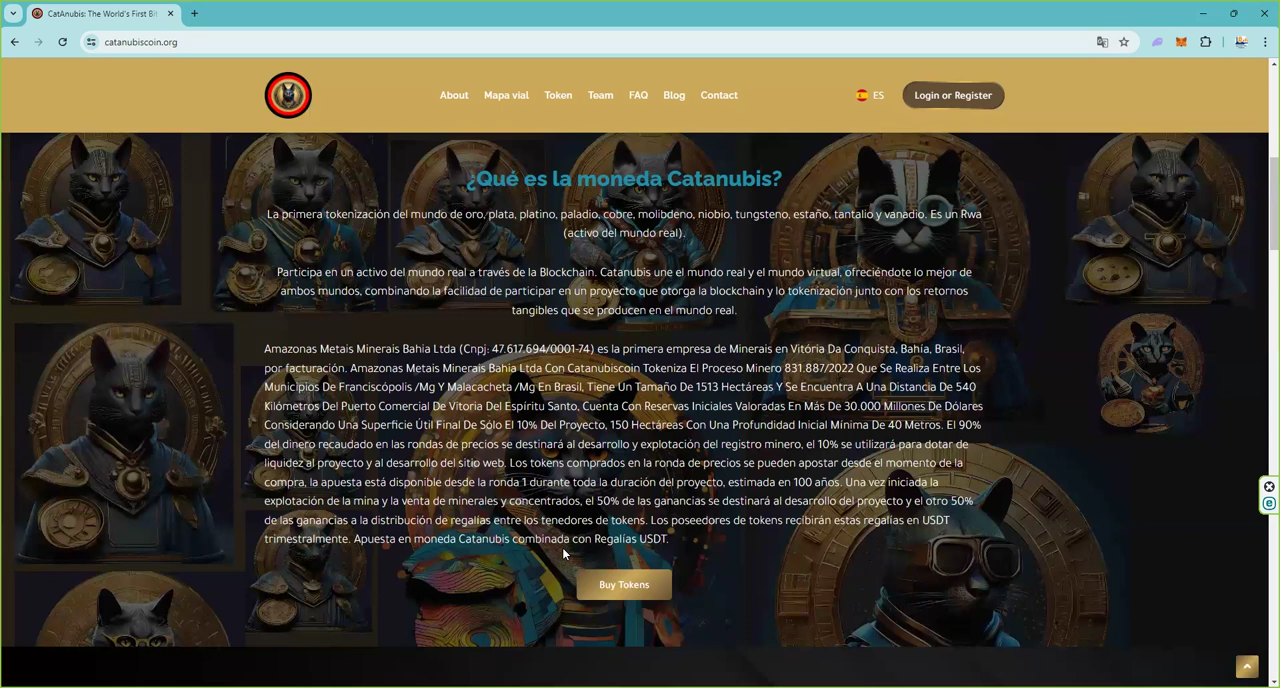 CatAnubis: The World's First Bit
catanubiscoin.org
About Mapa vial Token Team FAQ Blog Contact ES Login or Register
¿Qué es la moneda Catanubis?
La primera tokenización del mundo de oro, plata, platino, paladio, cobre, molibdeno, niobio, tungsteno, estaño, tantalio y vanadio. Es un Rwa
(activo del mundo real).
Participa en un activo del mundo real a través de la Blockchain. Catanubis une el mundo real y el mundo virtual, ofreciéndote lo mejor de
ambos mundos, combinando la facilidad de participar en un proyecto que otorga la blockchain y lo tokenización junto con los retornos
tangibles que se producen en el mundo real.
Amazonas Metais Minerais Bahia Ltda (Cnpj: 47.617.694/0001-74) es la primera empresa de Minerais en Vitória Da Conquista, Bahía, Brasil,
por facturación. Amazonas Metais Minerais Bahia Ltda Con Catanubiscoin Tokeniza El Proceso Minero 831.887/2022 Que Se Realiza Entre Los
Municipios De Franciscópolis /Mg Y Malacacheta /Mg En Brasil, Tiene Un Tamaño De 1513 Hectáreas Y Se Encuentra A Una Distancia De 540
Kilómetros Del Puerto Comercial De Vitoria Del Espíritu Santo, Cuenta Con Reservas Iniciales Valoradas En Más De 30.000 Millones De Dólares
Considerando Una Superficie Útil Final De Sólo El 10% Del Proyecto, 150 Hectáreas Con Una Profundidad Inicial Mínima De 40 Metros. El 90%
del dinero recaudado en las rondas de precios se destinará al desarrollo y explotación del registro minero, el 10% se utilizará para dotar de
liquidez al proyecto y al desarrollo del sitio web. Los tokens comprados en la ronda de precios se pueden apostar desde el momento de la
compra, la apuesta está disponible desde la ronda 1 durante toda la duración del proyecto, estimada en 100 años. Una vez iniciada la
explotación de la mina y la venta de minerales y concentrados, el 50% de las ganancias se destinará al desarrollo del proyecto y el otro 50%
de las ganancias a la distribución de regalías entre los tenedores de tokens. Los poseedores de tokens recibirán estas regalías en USDT
trimestralmente. Apuesta en moneda Catanubis combinada con Regalías USDT.
Buy Tokens